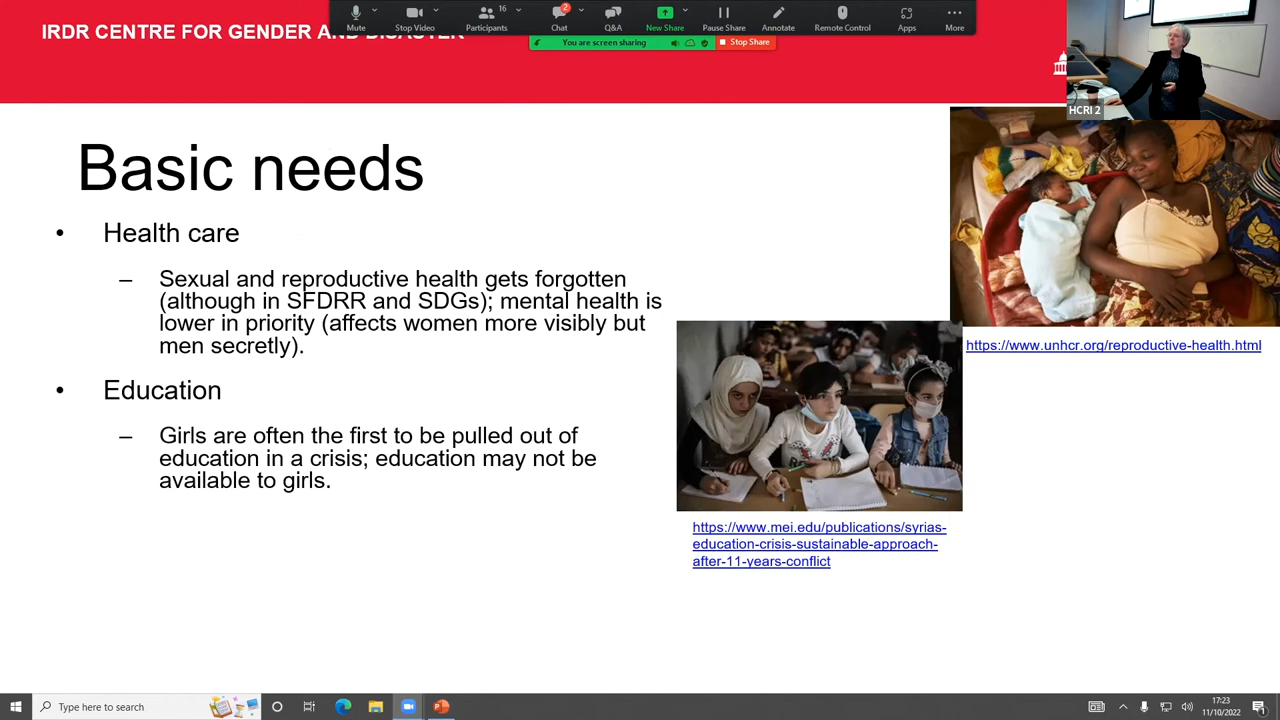 IRDR CENTRE FOR GENDER AND DISASTER
Mute
Stop Video
16
Participants
2
Chat
Q&A
New Share
Pause Share
Annotate
Remote Control
Apps
More
You are screen sharing
Stop Share
HCRI 2
Basic needs
• Health care
– Sexual and reproductive health gets forgotten
(although in SFDRR and SDGs); mental health is
lower in priority (affects women more visibly but
men secretly).
• Education
– Girls are often the first to be pulled out of
education in a crisis; education may not be
available to girls.
https://www.unhcr.org/reproductive-health.html
https://www.mei.edu/publications/syrias-
education-crisis-sustainable-approach-
after-11-years-conflict
Type here to search
17:23
11/10/2022
1